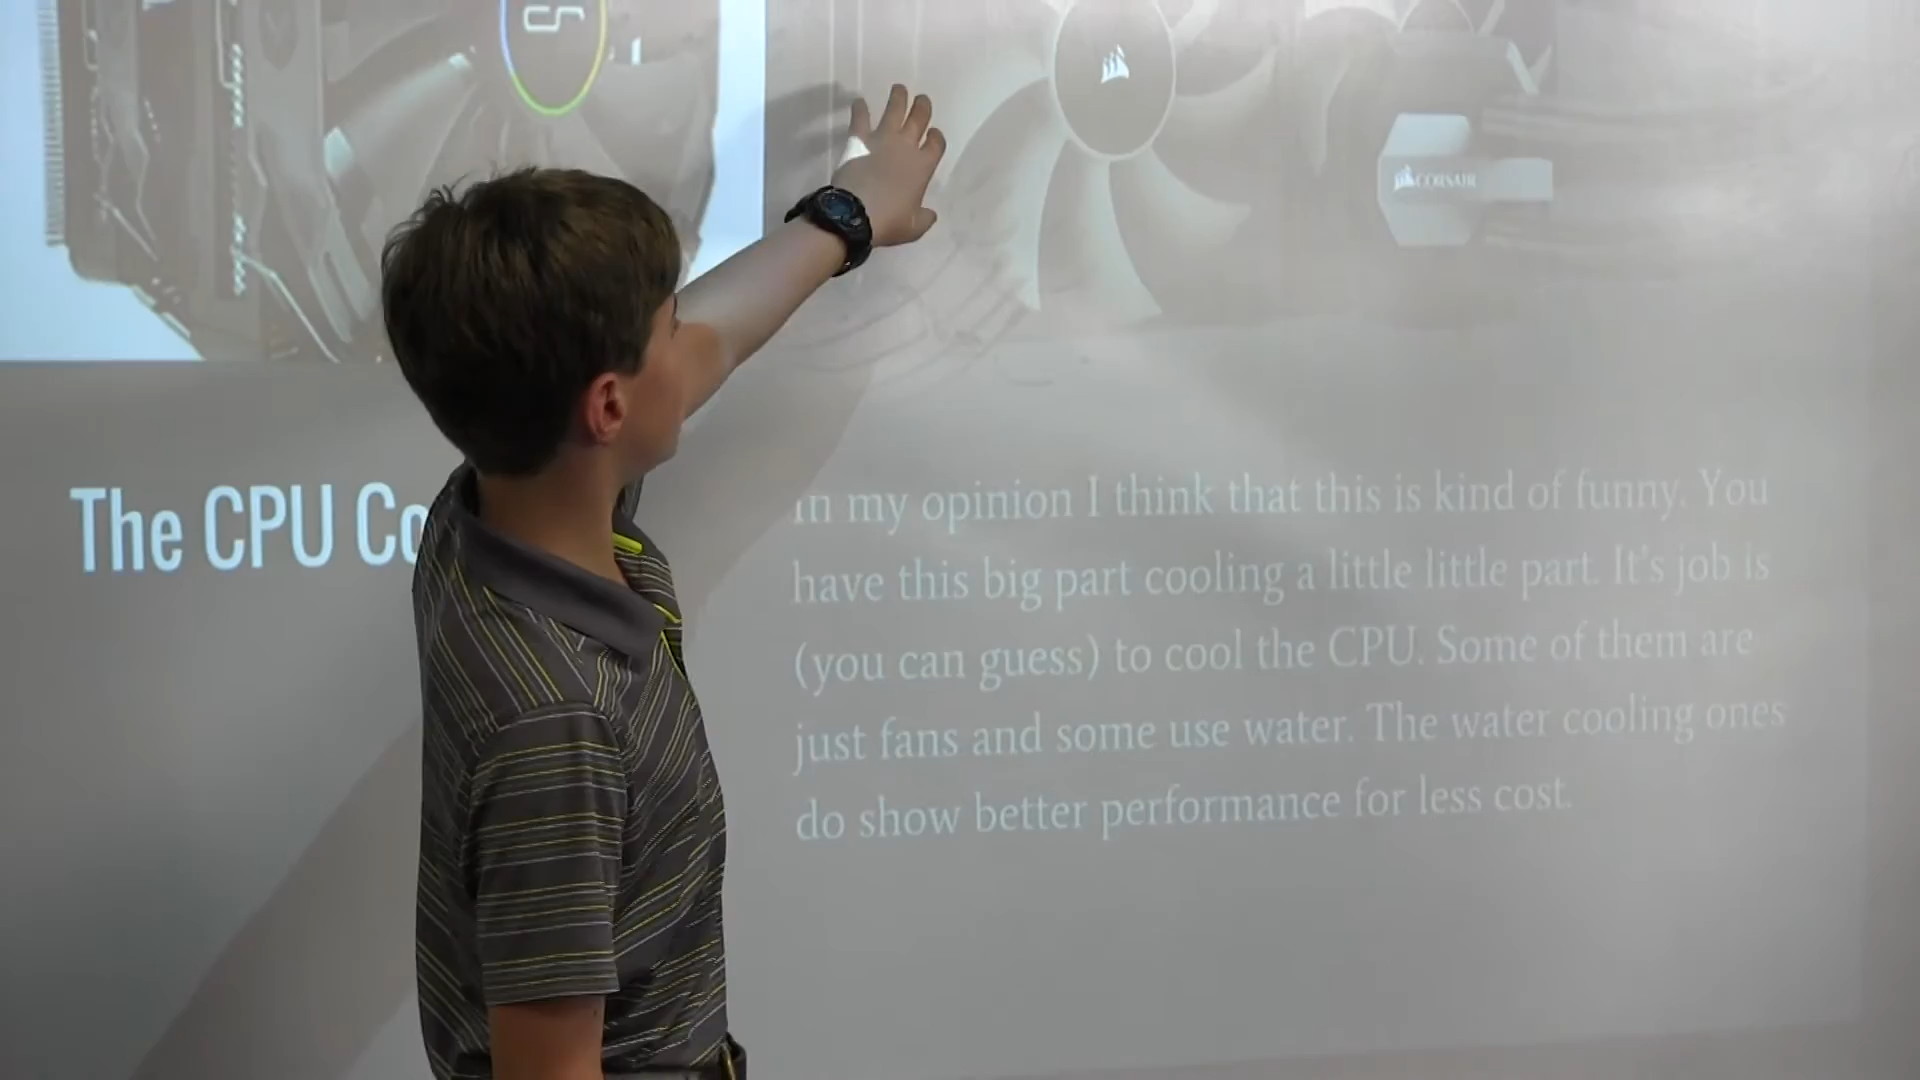 CORSAIR
The CPU Co
In my opinion I think that this is kind of funny. You
have this big part cooling a little little part. It's job is
(you can guess) to cool the CPU. Some of them are
just fans and some use water. The water cooling ones
do show better performance for less cost.